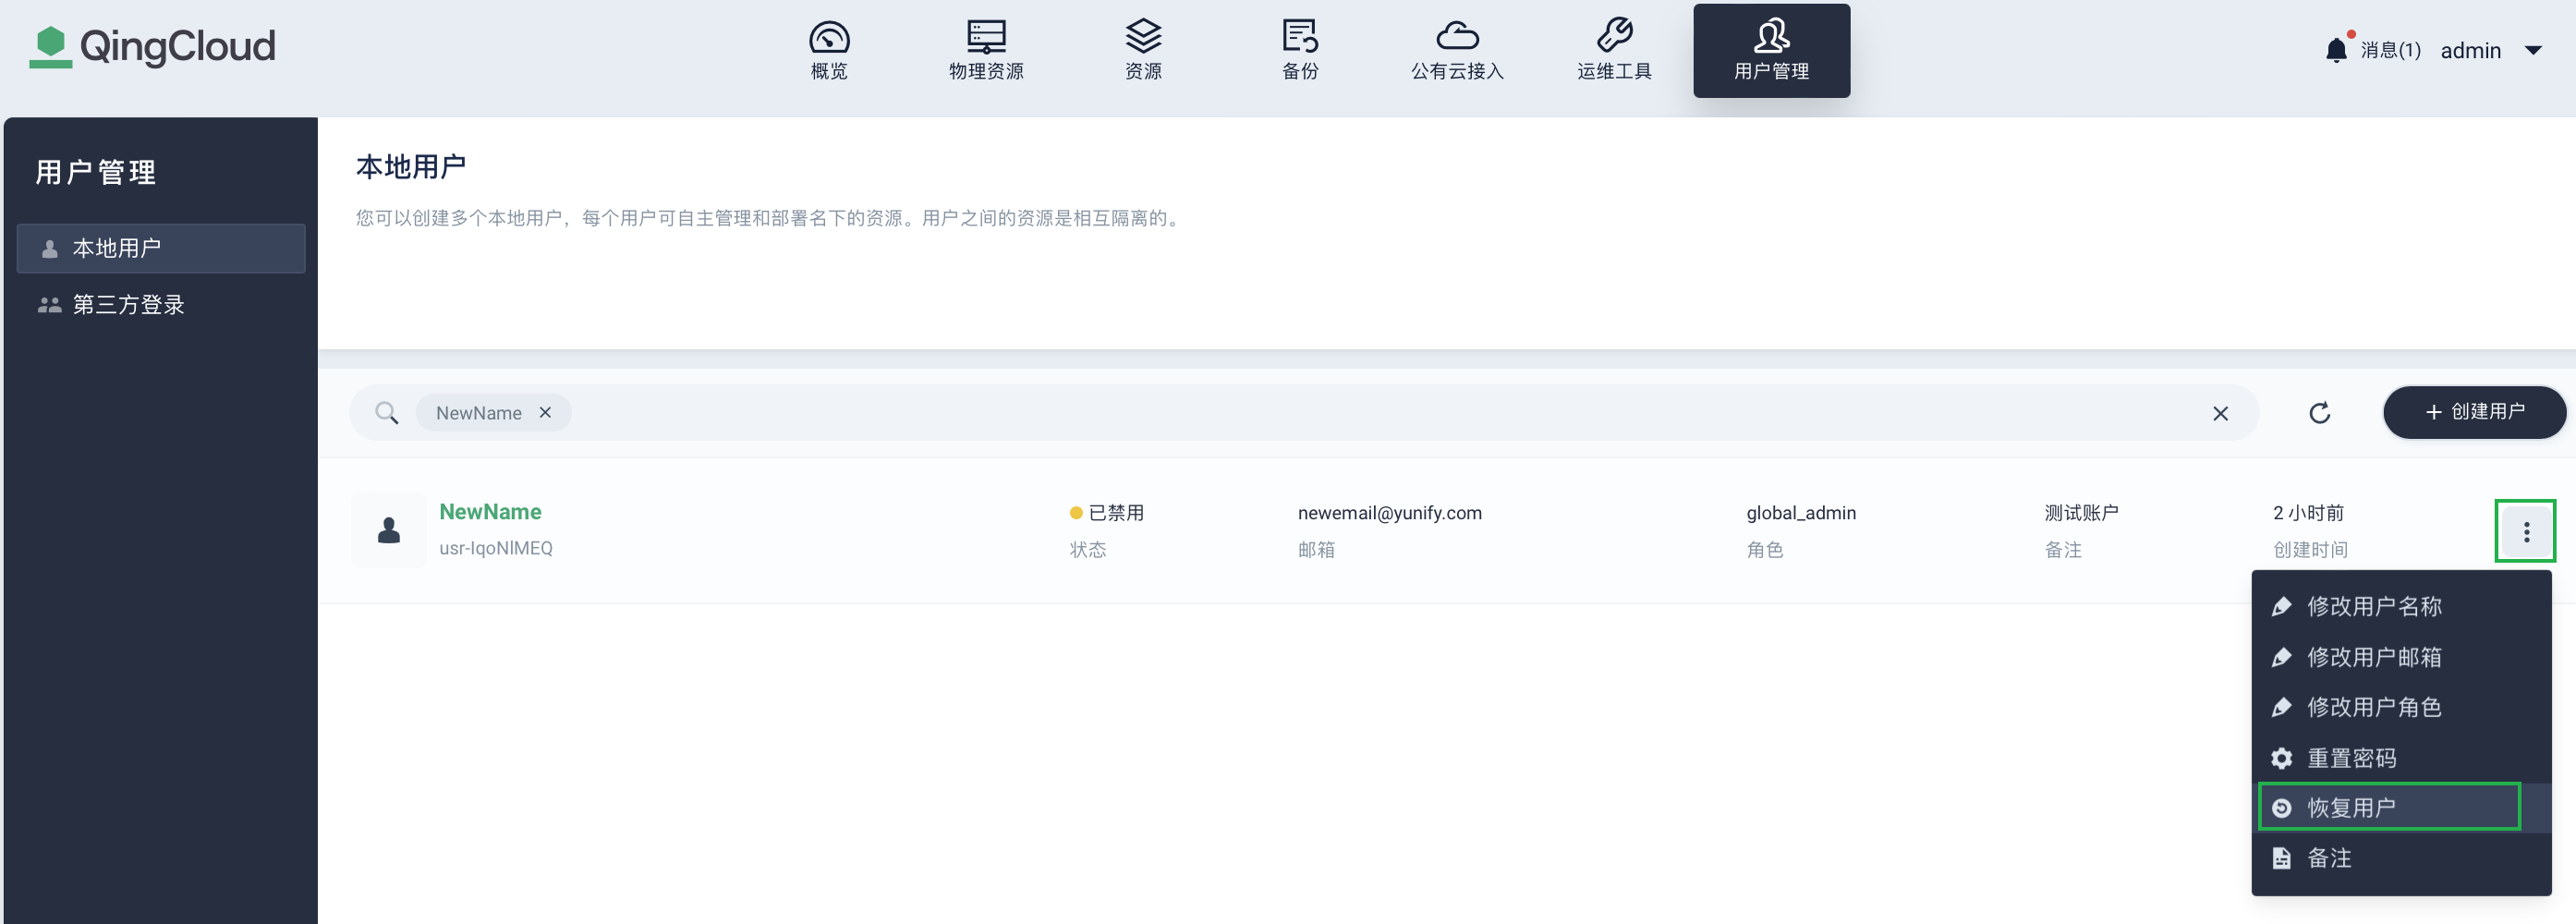 QingCloud
概览
物理资源
资源
备份
公有云接入
运维工具
用户管理
消息(1)
admin
用户管理
本地用户
第三方登录
本地用户
您可以创建多个本地用户，每个用户可自主管理和部署名下的资源。用户之间的资源是相互隔离的。
NewName
创建用户
NewName
usr-IqoNlMEQ
已禁用
状态
newemail@yunify.com
邮箱
global_admin
角色
测试账户
备注
2 小时前
创建时间
修改用户名称
修改用户邮箱
修改用户角色
重置密码
恢复用户
备注